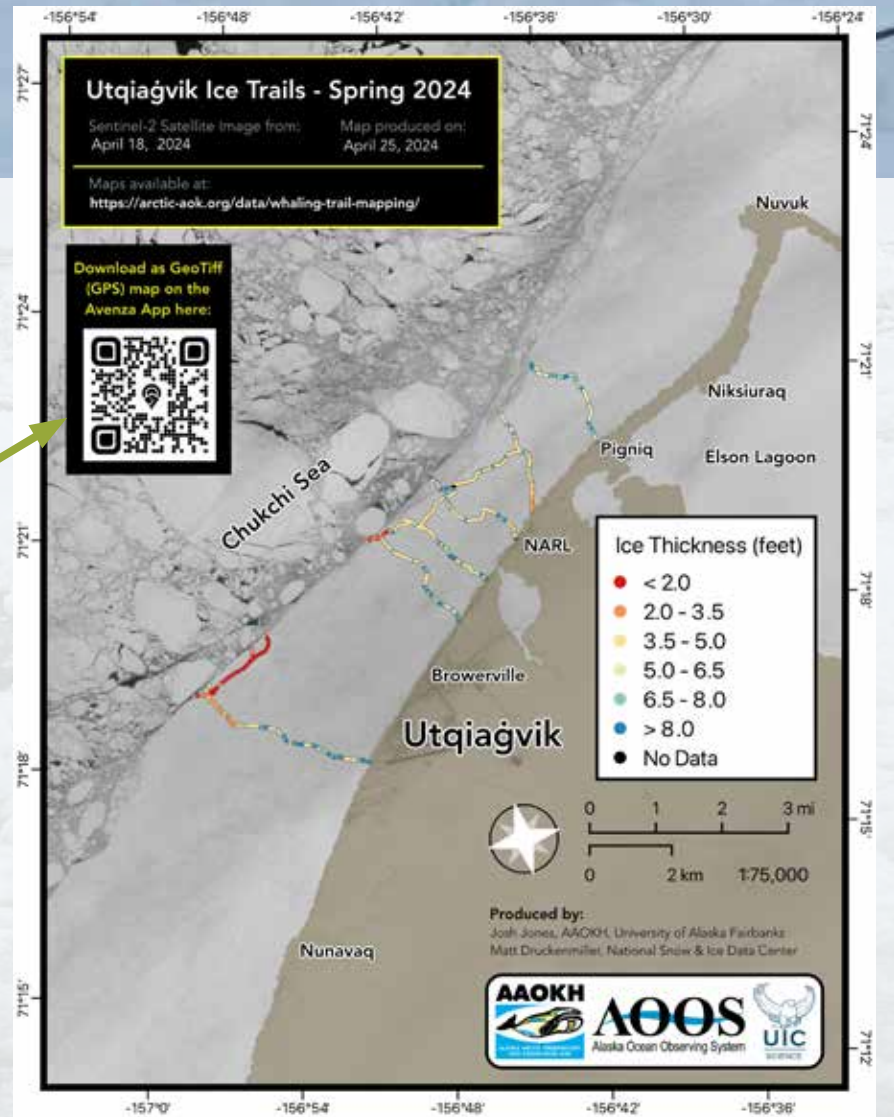 -156°54'
-156°48'
-156°42'
-156°36'
-156°30'
-156°24'
71°27'
71°24'
71°21'
71°18'
71°15'
71°24'
71°21'
71°18'
71°15'
71°12'
Utqiaġvik Ice Trails - Spring 2024
Sentinel-2 Satellite Image from:
April 18, 2024
Map produced on:
April 25, 2024
Maps available at:
https://arctic-aok.org/data/whaling-trail-mapping/
Download as GeoTiff
(GPS) map on the
Avenza App here:
Nuvuk
Niksiuraq
Pigniq
Elson Lagoon
Chukchi Sea
NARL
Browerville
Utqiaġvik
Nunavaq
Ice Thickness (feet)
< 2.0
2.0 - 3.5
3.5 - 5.0
5.0 - 6.5
6.5 - 8.0
> 8.0
No Data
0 1 2 3 mi
0 2 km 1:75,000
Produced by:
Josh Jones, AAOKH, University of Alaska Fairbanks
Matt Druckenmiller, National Snow & Ice Data Center
AAOKH
AOOS
Alaska Ocean Observing System
UIC
SCIENCE
-157°0'
-156°54'
-156°48'
-156°42'
-156°36'